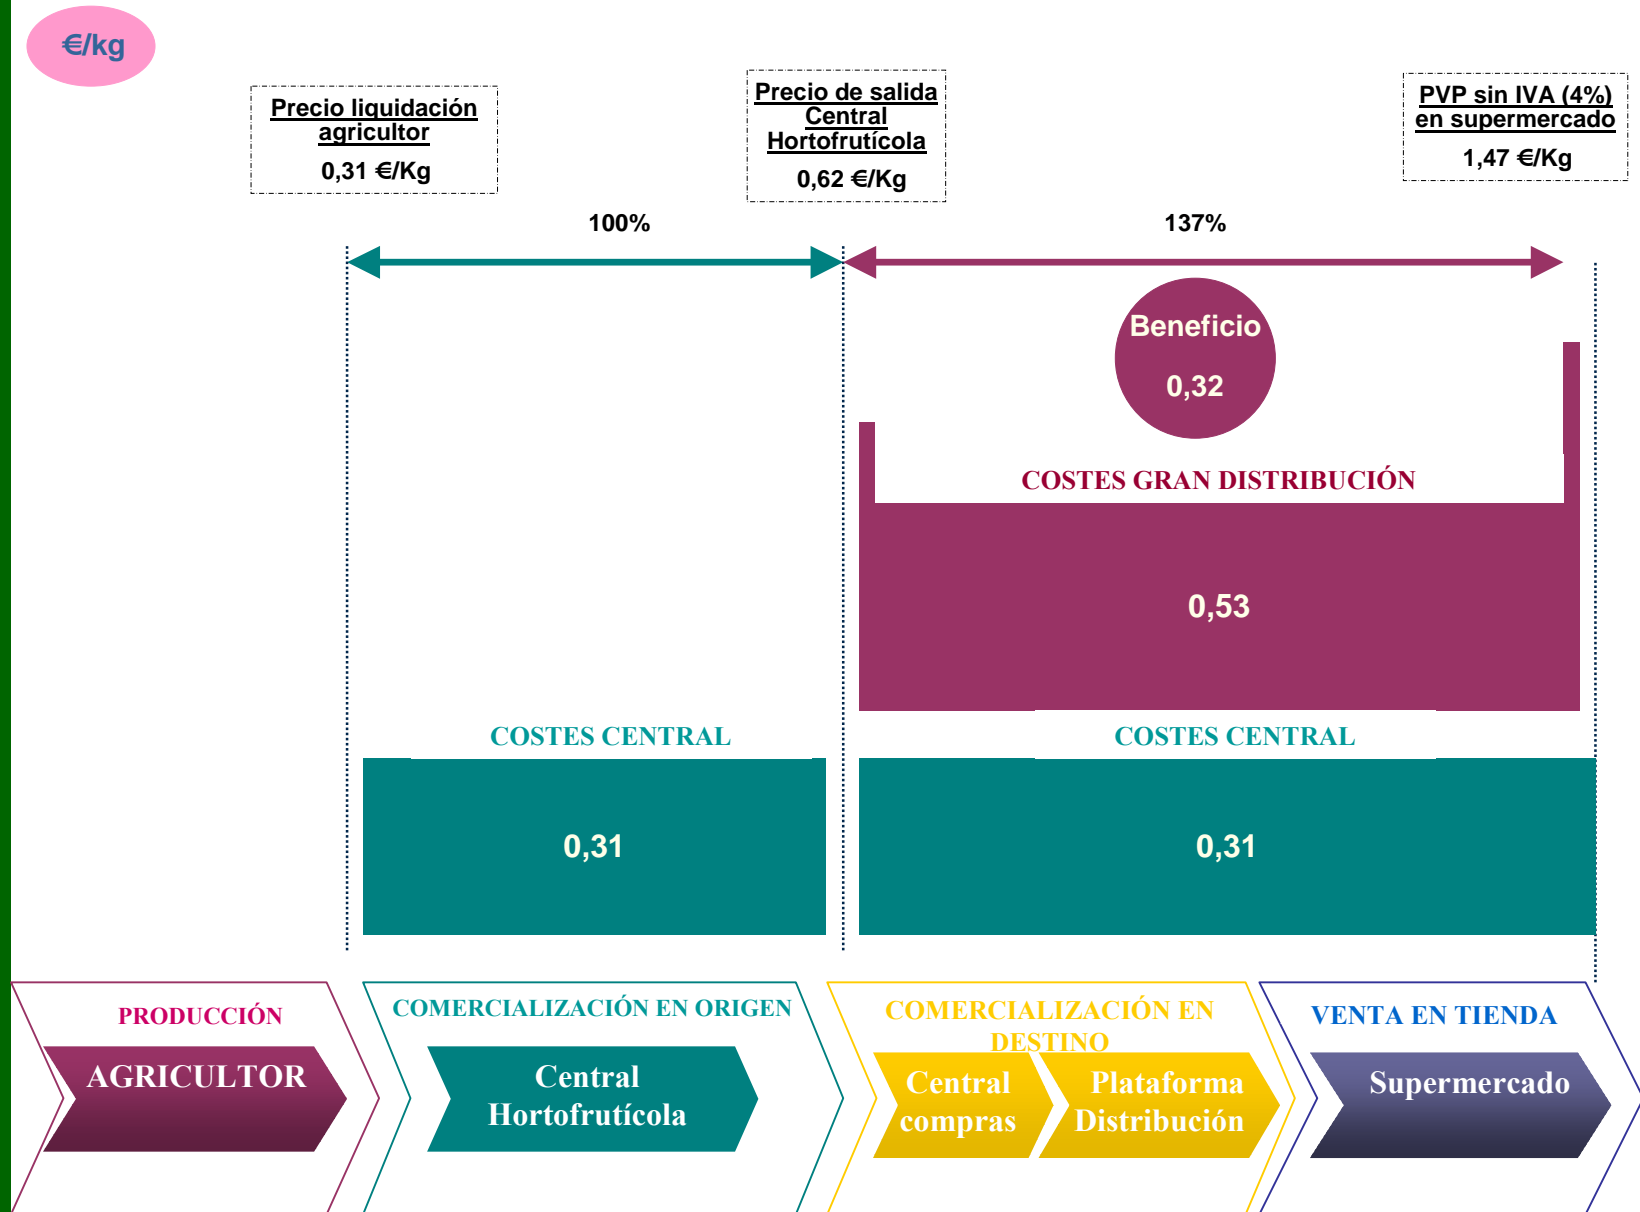 €/kg
Precio liquidación
agricultor
0,31 €/Kg
Precio de salida
Central
Hortofrutícola
0,62 €/Kg
PVP sin IVA (4%)
en supermercado
1,47 €/Kg
100%
137%
Beneficio
0,32
COSTES GRAN DISTRIBUCIÓN
0,53
COSTES CENTRAL
COSTES CENTRAL
0,31
0,31
PRODUCCIÓN
AGRICULTOR
COMERCIALIZACIÓN EN ORIGEN
Central
Hortofrutícola
COMERCIALIZACIÓN EN
DESTINO
Central
compras
Plataforma
Distribución
VENTA EN TIENDA
Supermercado